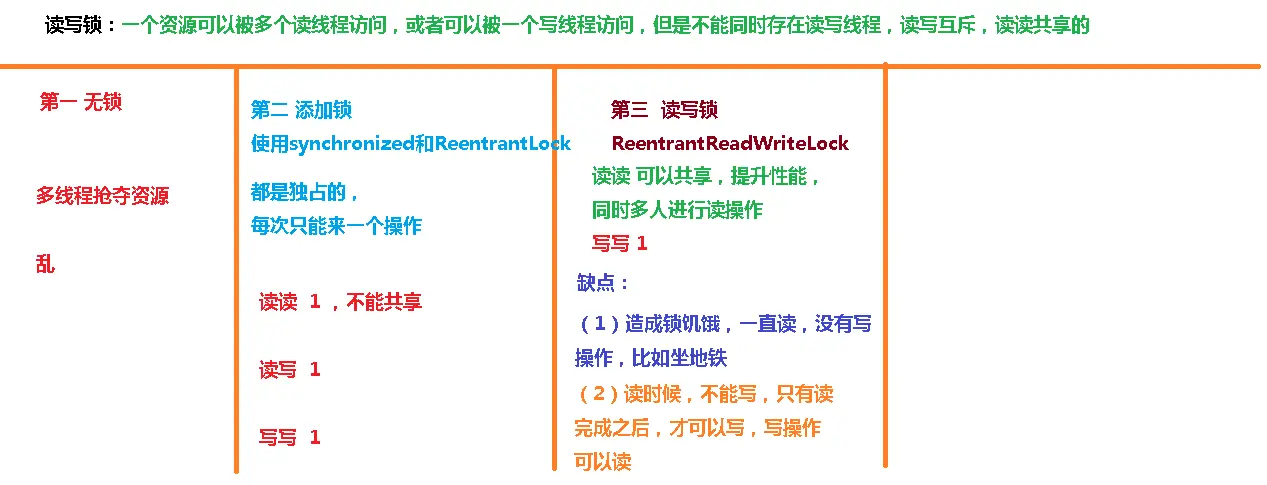 读写锁：一个资源可以被多个读线程访问，或者可以被一个写线程访问，但是不能同时存在读写线程，读写互斥，读读共享的
第一 无锁
多线程抢夺资源
乱
第二 添加锁
使用synchronized和ReentrantLock
都是独占的，
每次只能来一个操作
读读 1 ，不能共享
读写 1
写写 1
第三 读写锁
ReentrantReadWriteLock
读读 可以共享，提升性能，
同时多人进行读操作
写写 1
缺点：
（1）造成锁饥饿，一直读，没有写
操作，比如坐地铁
（2）读时候，不能写，只有读
完成之后，才可以写，写操作
可以读